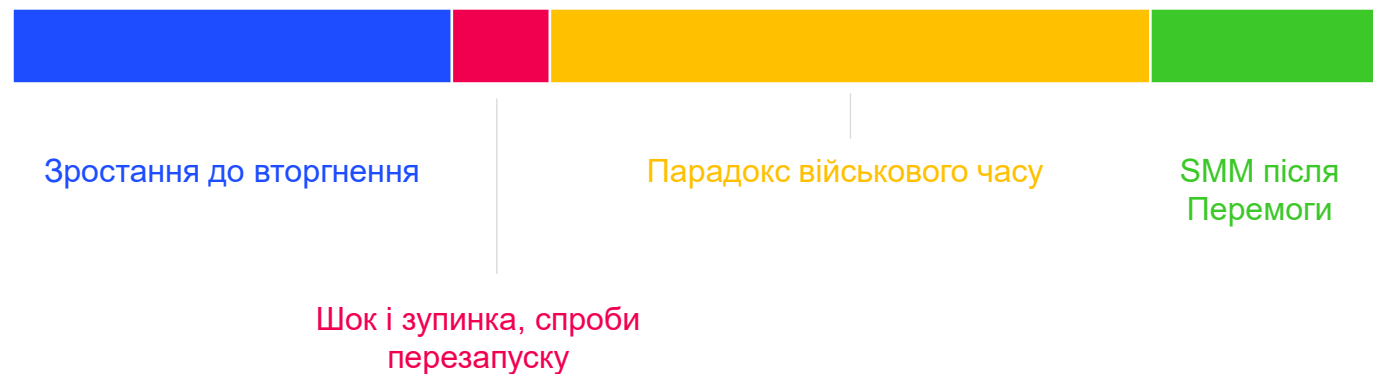 Зростання до вторгнення
Парадокс військового часу
SMM після
Перемоги
Шок і зупинка, спроби
перезапуску